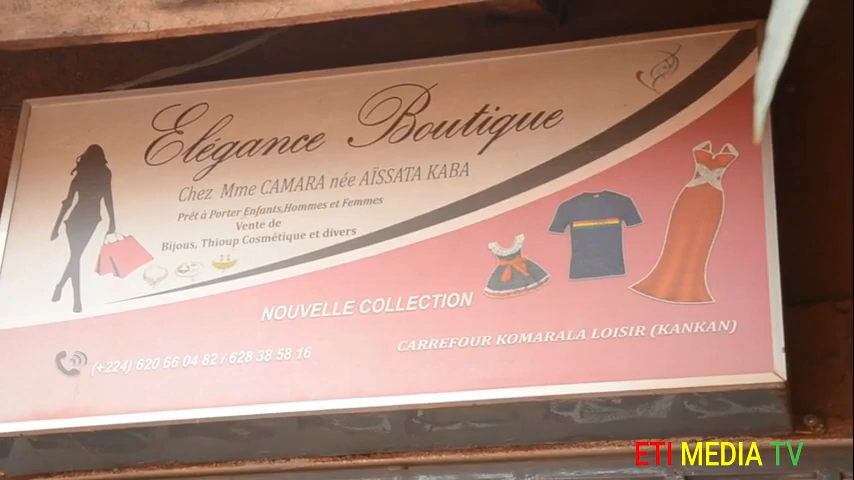 Elégance Boutique
Chez Mme CAMARA née AÏSSATA KABA
Prêt à Porter Enfants,Hommes et Femmes
Vente de
Bijous, Thioup Cosmétique et divers
NOUVELLE COLLECTION
CARREFOUR KOMARALA LOISIR (KANKAN)
(+224) 620 66 04 82 / 628 38 58 16
ETI MEDIA TV